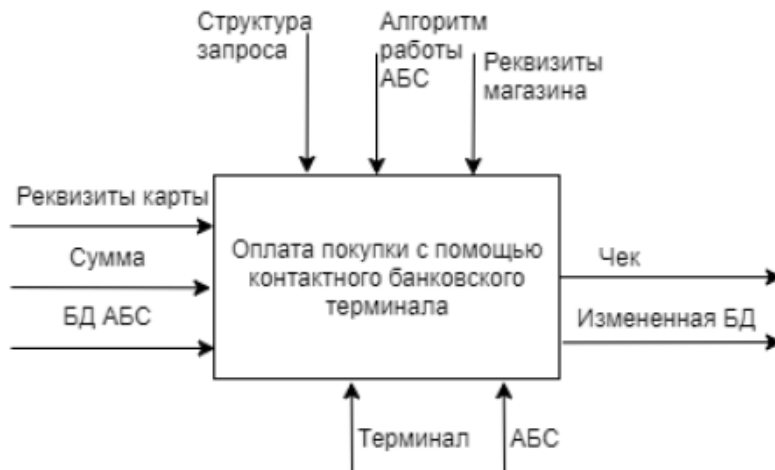 Структура
запроса
Алгоритм
работы
АБС
Реквизиты
магазина
Реквизиты карты
Сумма
БД АБС
Оплата покупки с помощью
контактного банковского
терминала
Чек
Измененная БД
Терминал
АБС